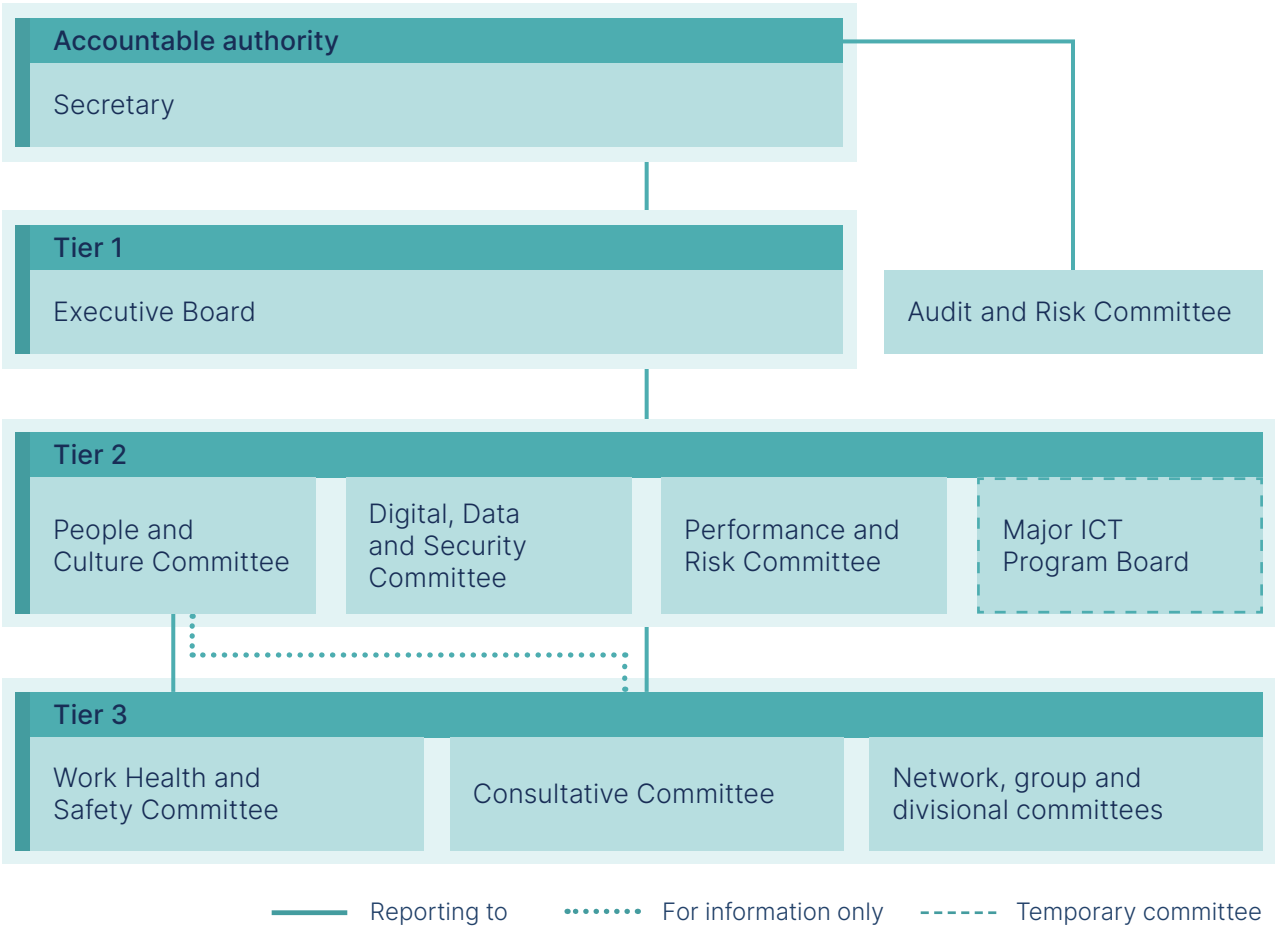 Accountable authority
Secretary
Tier 1
Executive Board
Audit and Risk Committee
Tier 2
People and
Culture Committee
Digital, Data
and Security
Committee
Performance and
Risk Committee
Major ICT
Program Board
Tier 3
Work Health and
Safety Committee
Consultative Committee
Network, group and
divisional committees
Reporting to
For information only
Temporary committee